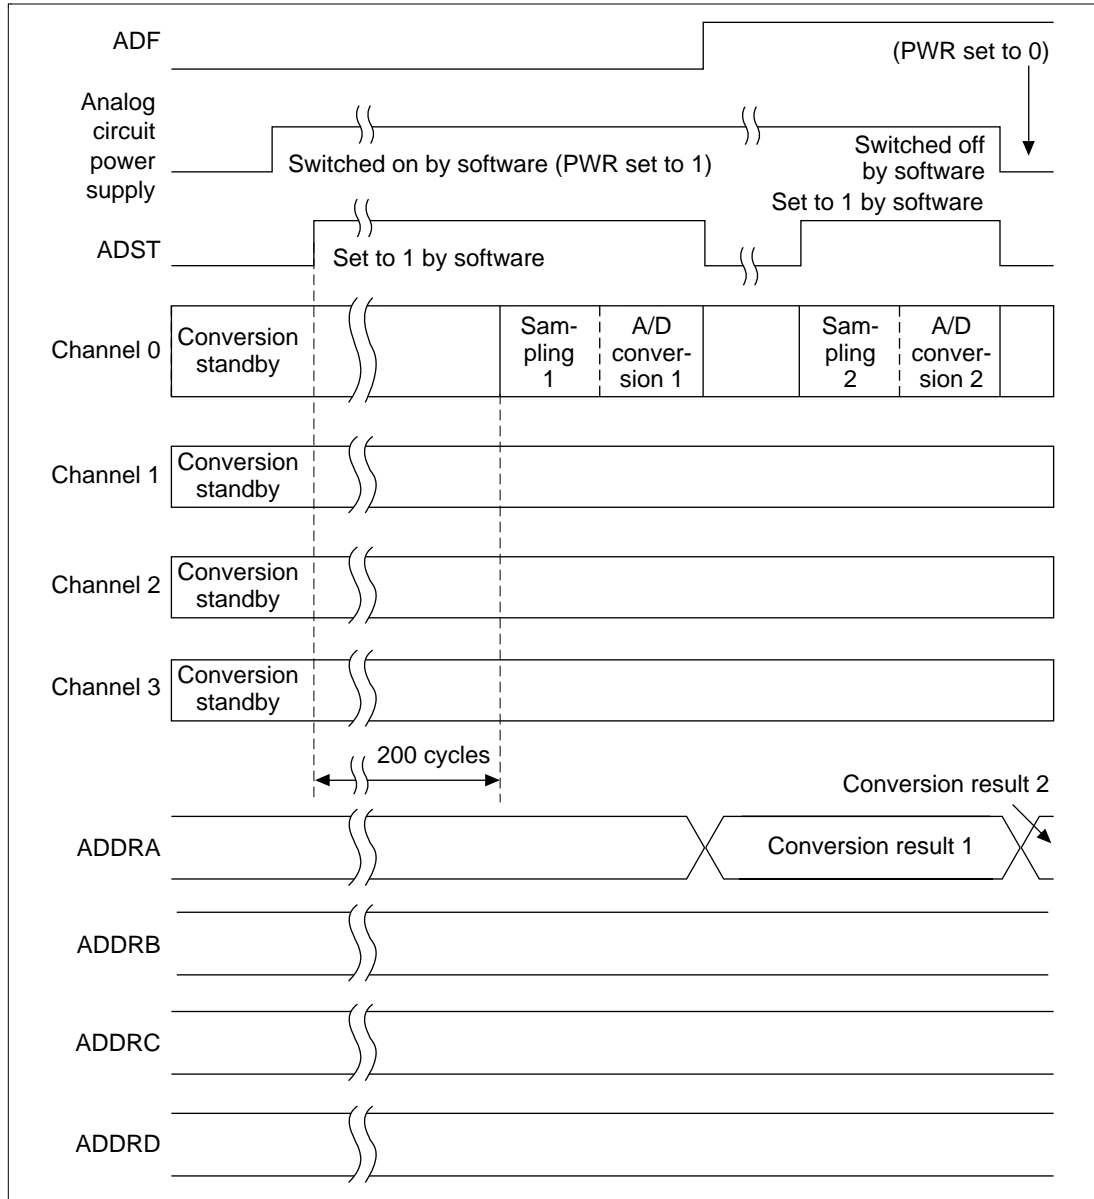 ADF
(PWR set to 0)
Analog
circuit
power
supply
Switched on by software (PWR set to 1)
Switched off
by software
Set to 1 by software
ADST
Set to 1 by software
Channel 0
Conversion
standby
Sam-
pling
1
A/D
conver-
sion 1
Sam-
pling
2
A/D
conver-
sion 2
Channel 1
Conversion
standby
Channel 2
Conversion
standby
Channel 3
Conversion
standby
200 cycles
Conversion result 2
ADDRA
Conversion result 1
ADDRB
ADDRC
ADDRD